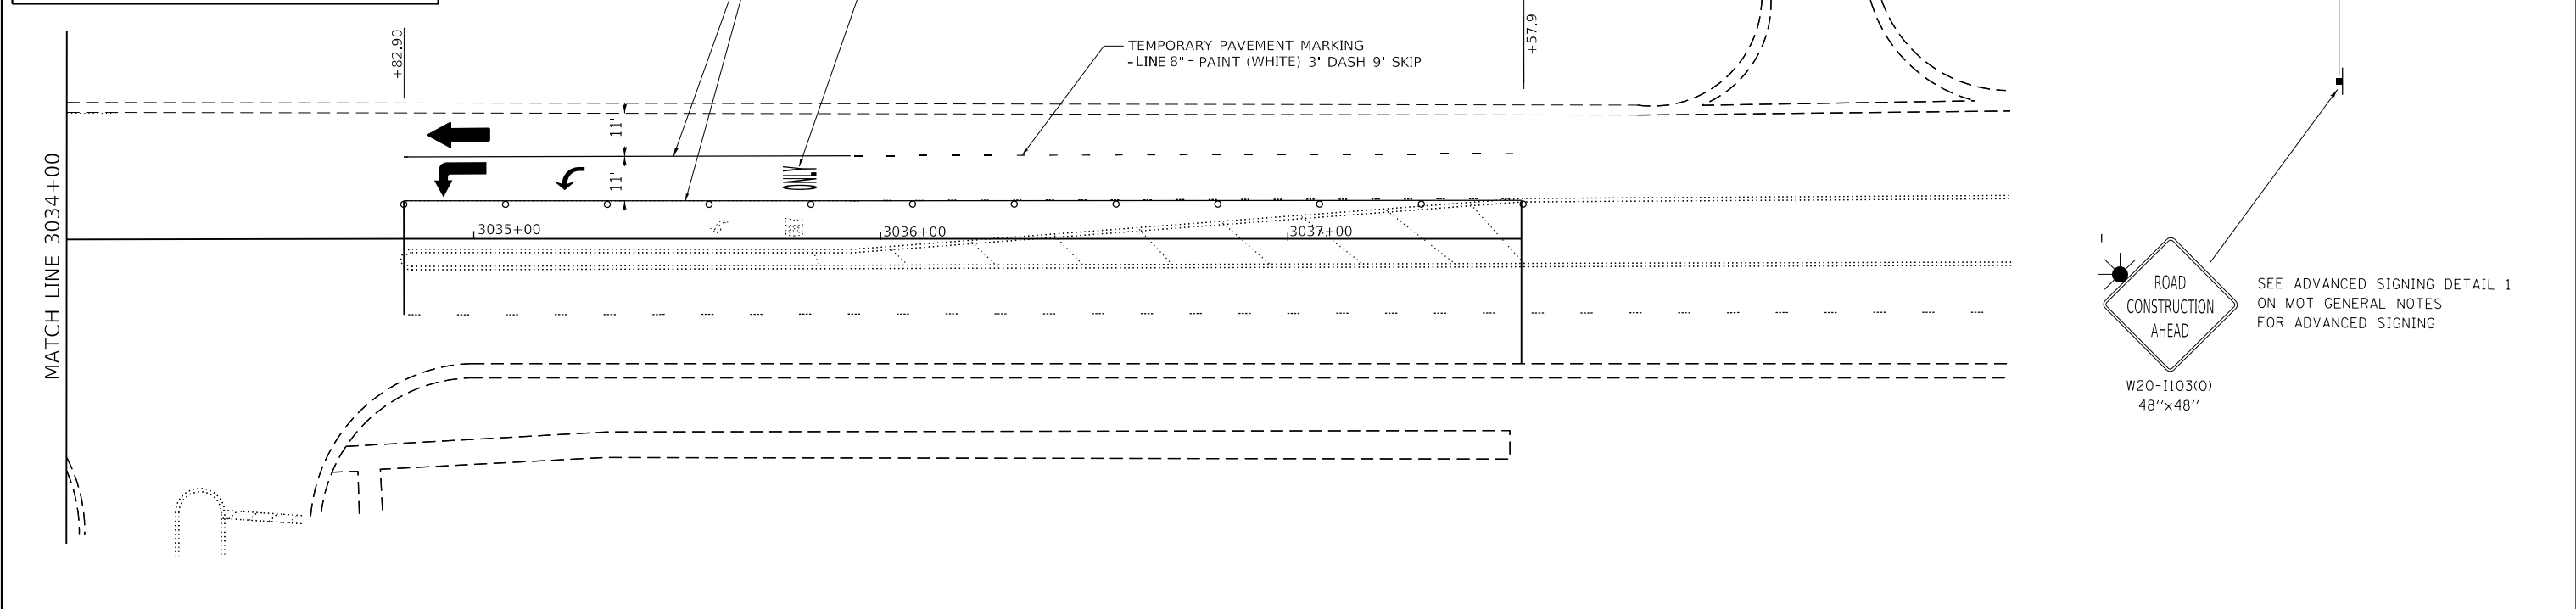 +82.90
+57.9
TEMPORARY PAVEMENT MARKING
-LINE 8" - PAINT (WHITE) 3' DASH 9' SKIP
MATCH LINE 3034+00
11'
11'
ONLY
3035+00
3036+00
3037+00
ROAD
CONSTRUCTION
AHEAD
W20-I103(O)
48''x48''
SEE ADVANCED SIGNING DETAIL 1
ON MOT GENERAL NOTES
FOR ADVANCED SIGNING